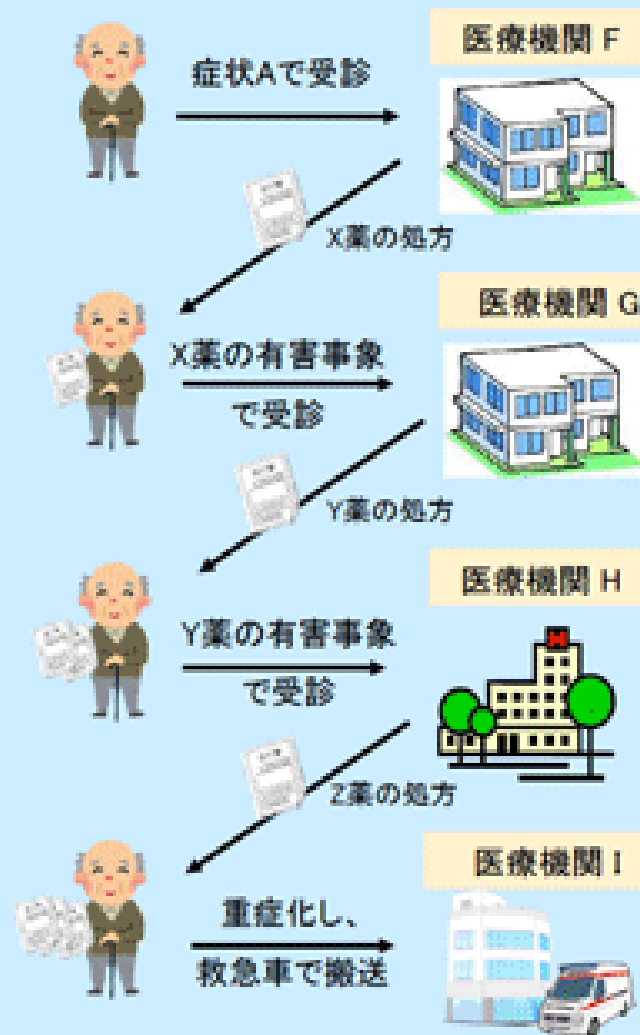 医療機関 F
症状Aで受診
X薬の処方
医療機関 G
X薬の有害事象
で受診
Y薬の処方
医療機関 H
Y薬の有害事象
で受診
Z薬の処方
医療機関 I
重症化し、
救急車で搬送